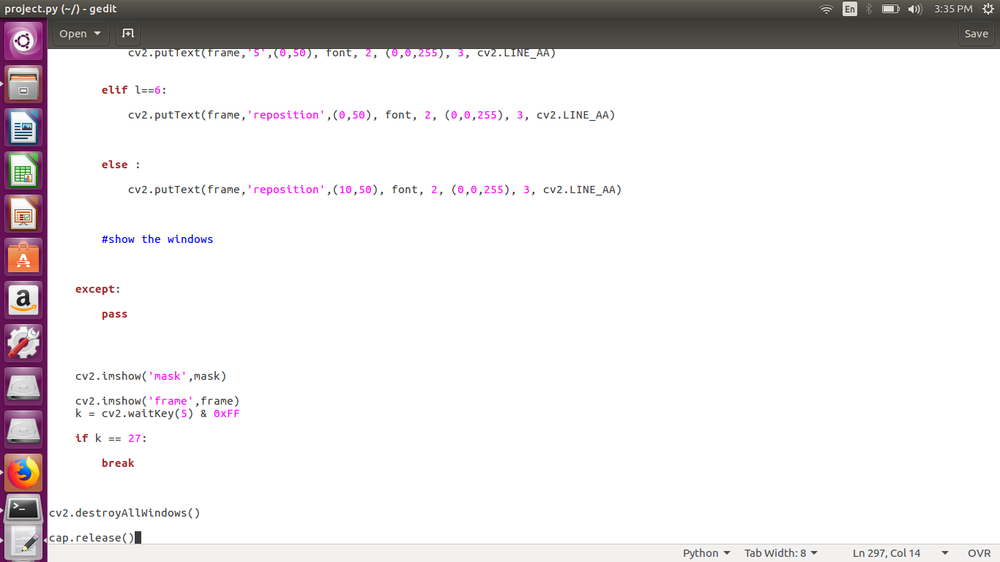 project.py (~/) - gedit
En
3:35 PM
Open
Save
cv2.putText(frame,'5',(0,50), font, 2, (0,0,255), 3, cv2.LINE_AA)
elif l==6:
cv2.putText(frame,'reposition',(0,50), font, 2, (0,0,255), 3, cv2.LINE_AA)
else :
cv2.putText(frame,'reposition',(10,50), font, 2, (0,0,255), 3, cv2.LINE_AA)
#show the windows
except:
pass
cv2.imshow('mask',mask)
cv2.imshow('frame',frame)
k = cv2.waitKey(5) & 0xFF
if k == 27:
break
cv2.destroyAllWindows()
cap.release()
Python
Tab Width: 8
Ln 297, Col 14
OVR